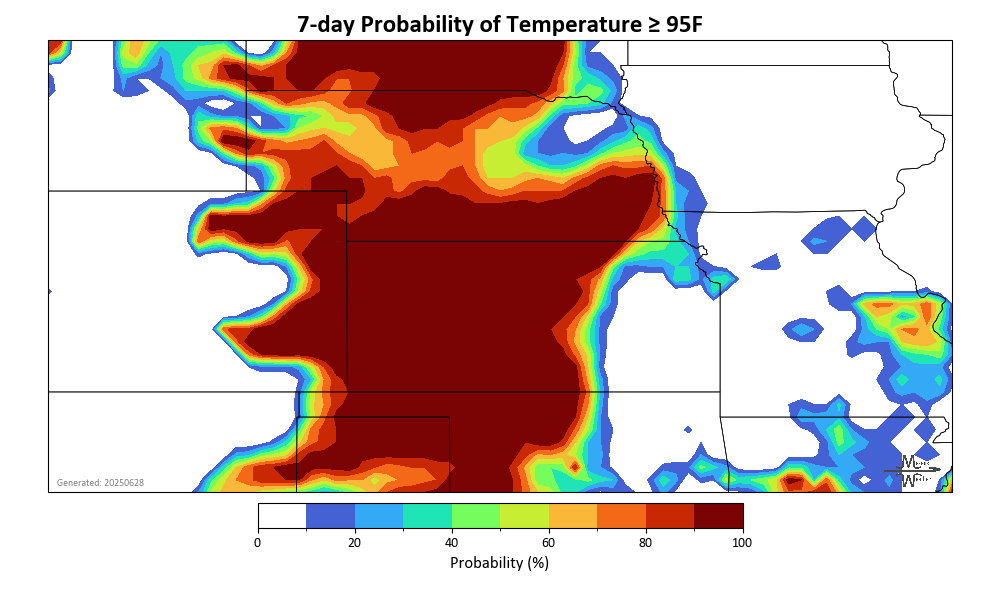 7-day Probability of Temperature ≥ 95F
Generated: 20250628
0 20 40 60 80 100
Probability (%)